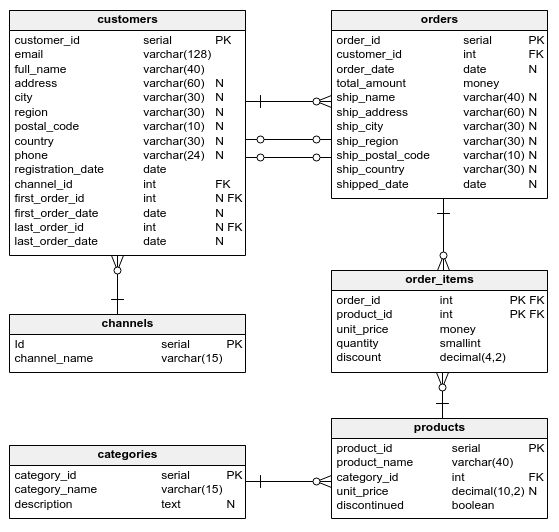 customers
customer_id serial PK
email varchar(128)
full_name varchar(40)
address varchar(60) N
city varchar(30) N
region varchar(30) N
postal_code varchar(10) N
country varchar(30) N
phone varchar(24) N
registration_date date
channel_id int FK
first_order_id int N FK
first_order_date date N
last_order_id int N FK
last_order_date date N
orders
order_id serial PK
customer_id int FK
order_date date N
total_amount money
ship_name varchar(40) N
ship_address varchar(60) N
ship_city varchar(30) N
ship_region varchar(30) N
ship_postal_code varchar(10) N
ship_country varchar(30) N
shipped_date date N
channels
Id serial PK
channel_name varchar(15)
order_items
order_id int PK FK
product_id int PK FK
unit_price money
quantity smallint
discount decimal(4,2)
categories
category_id serial PK
category_name varchar(15)
description text N
products
product_id serial PK
product_name varchar(40)
category_id int FK
unit_price decimal(10,2) N
discontinued boolean